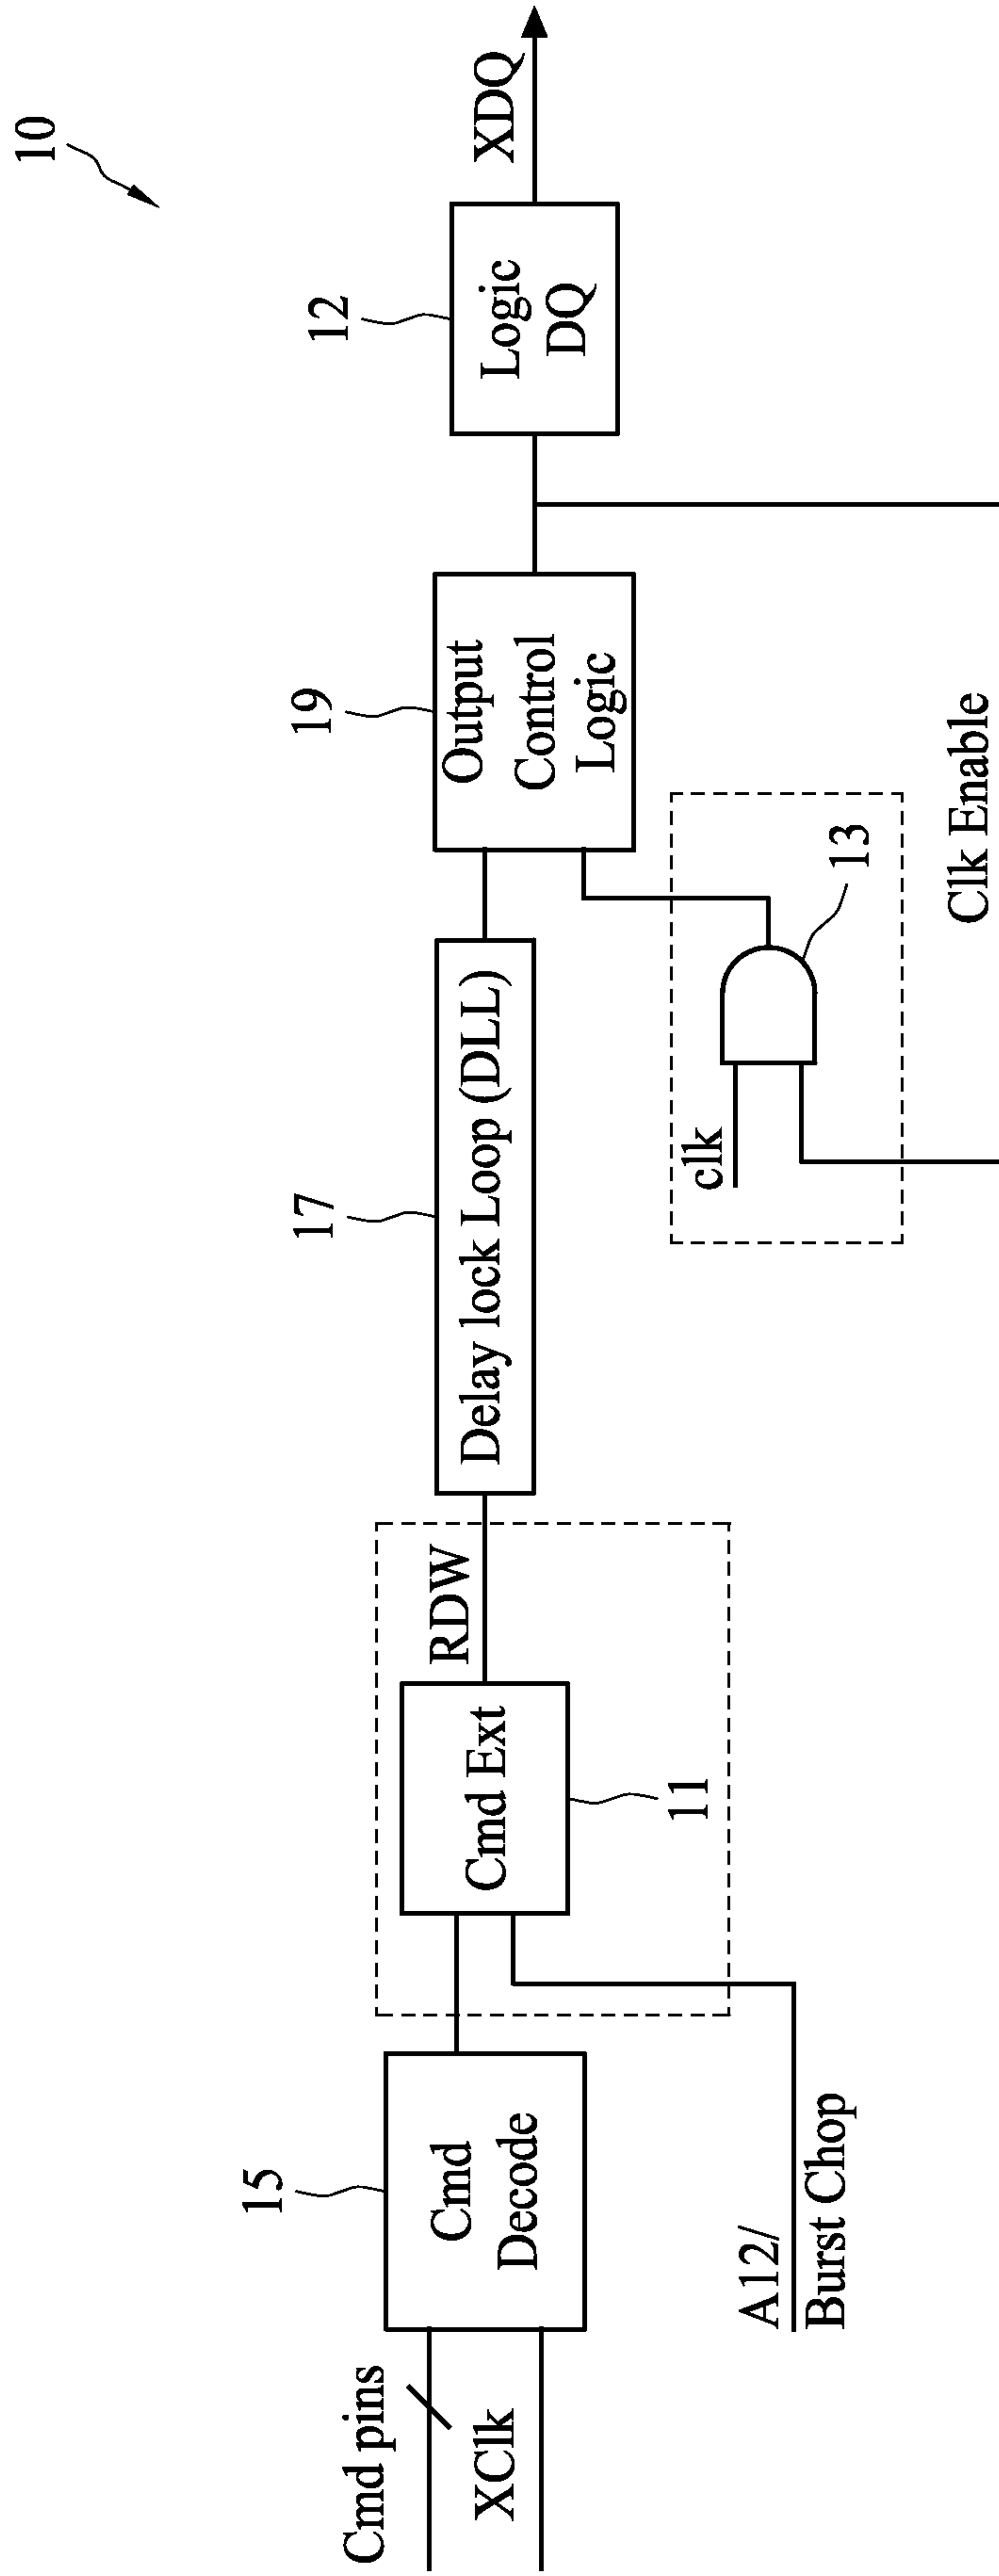 10
Cmd pins
XClk
15
Cmd
Decode
A12/
Burst Chop
Cmd Ext
11
RDW
17
Delay lock Loop (DLL)
clk
13
Clk Enable
19
Output
Control
Logic
12
Logic
DQ
XDQ